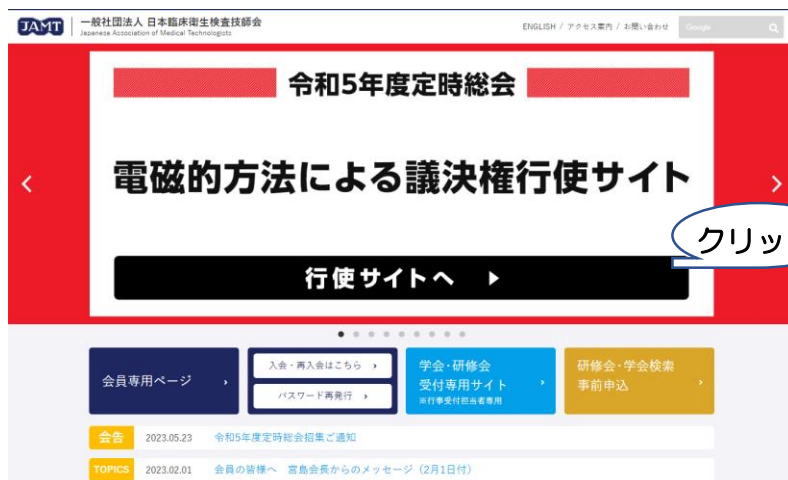 JAMT 一般社団法人 日本臨床衛生検査技師会
Japanese Association of Medical Technologists
ENGLISH / アクセス案内 / お問い合わせ Google
令和5年度定時総会
電磁的方法による議決権行使サイト
クリッ
行使サイトへ
会員専用ページ
入会・再入会はこちら
パスワード再発行
学会・研修会
受付専用サイト
※行事受付担当者専用
研修会・学会検索
事前申込
会告 2023.05.23 令和5年度定時総会招集ご通知
TOPICS 2023.02.01 会員の皆様へ 宮島会長からのメッセージ(2月1日付)